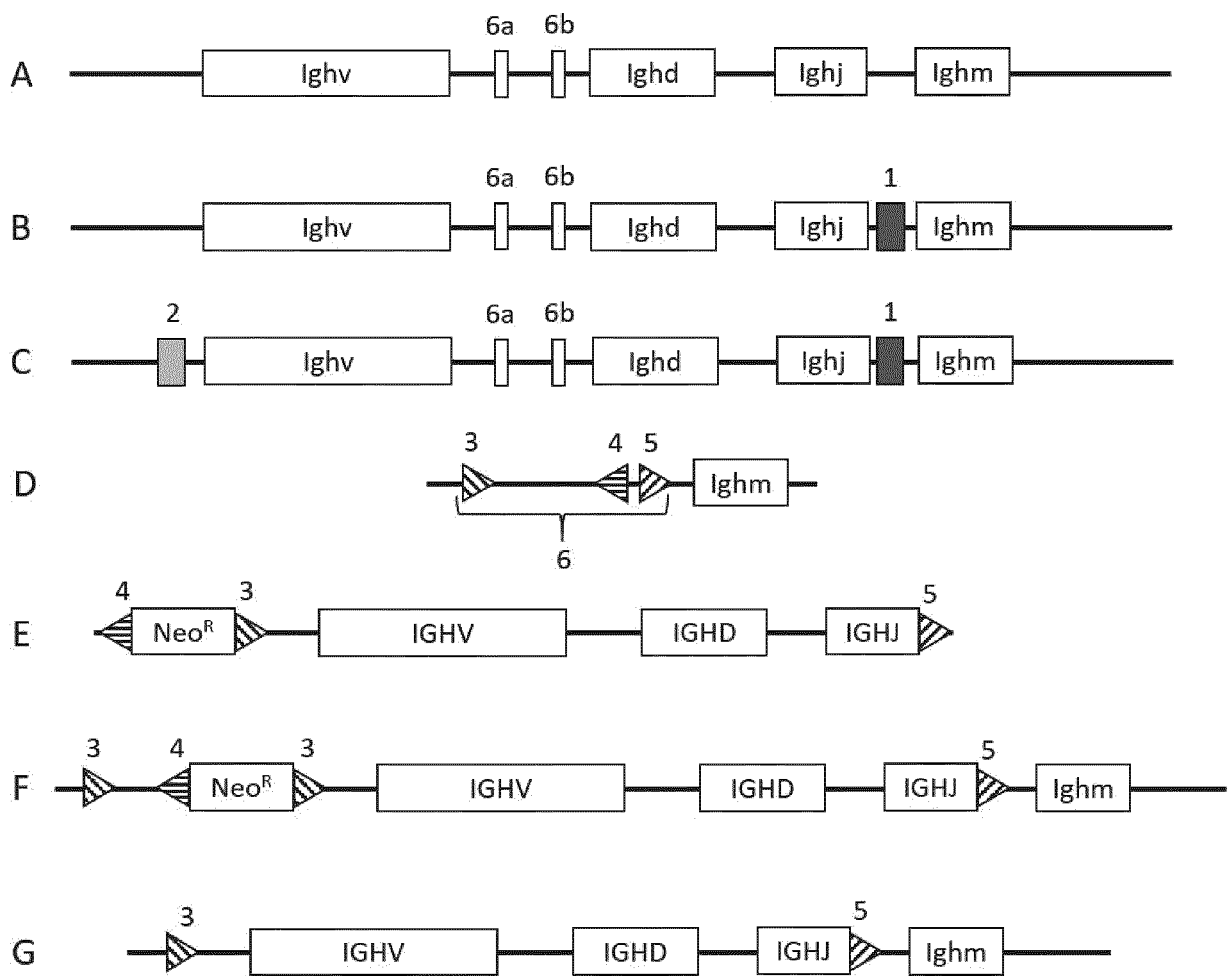 6a 6b
A Ighv Ighd Ighj Ighm
6a 6b 1
B Ighv Ighd Ighj Ighm
2 6a 6b 1
C Ighv Ighd Ighj Ighm
3 4 5
D Ighm
6
4 3 5
E Neo^R IGHV IGHD IGHJ
3 4 3 5
F Neo^R IGHV IGHD IGHJ Ighm
3 5
G IGHV IGHD IGHJ Ighm